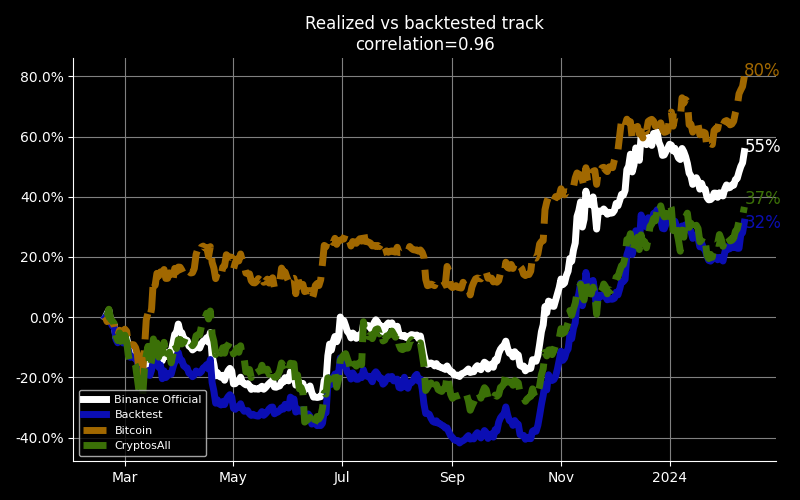 Realized vs backtested track
correlation=0.96
80.0%
60.0%
40.0%
20.0%
0.0%
-20.0%
-40.0%
80%
55%
37%
32%
Binance Official
Backtest
Bitcoin
CryptosAll
Mar
May
Jul
Sep
Nov
2024